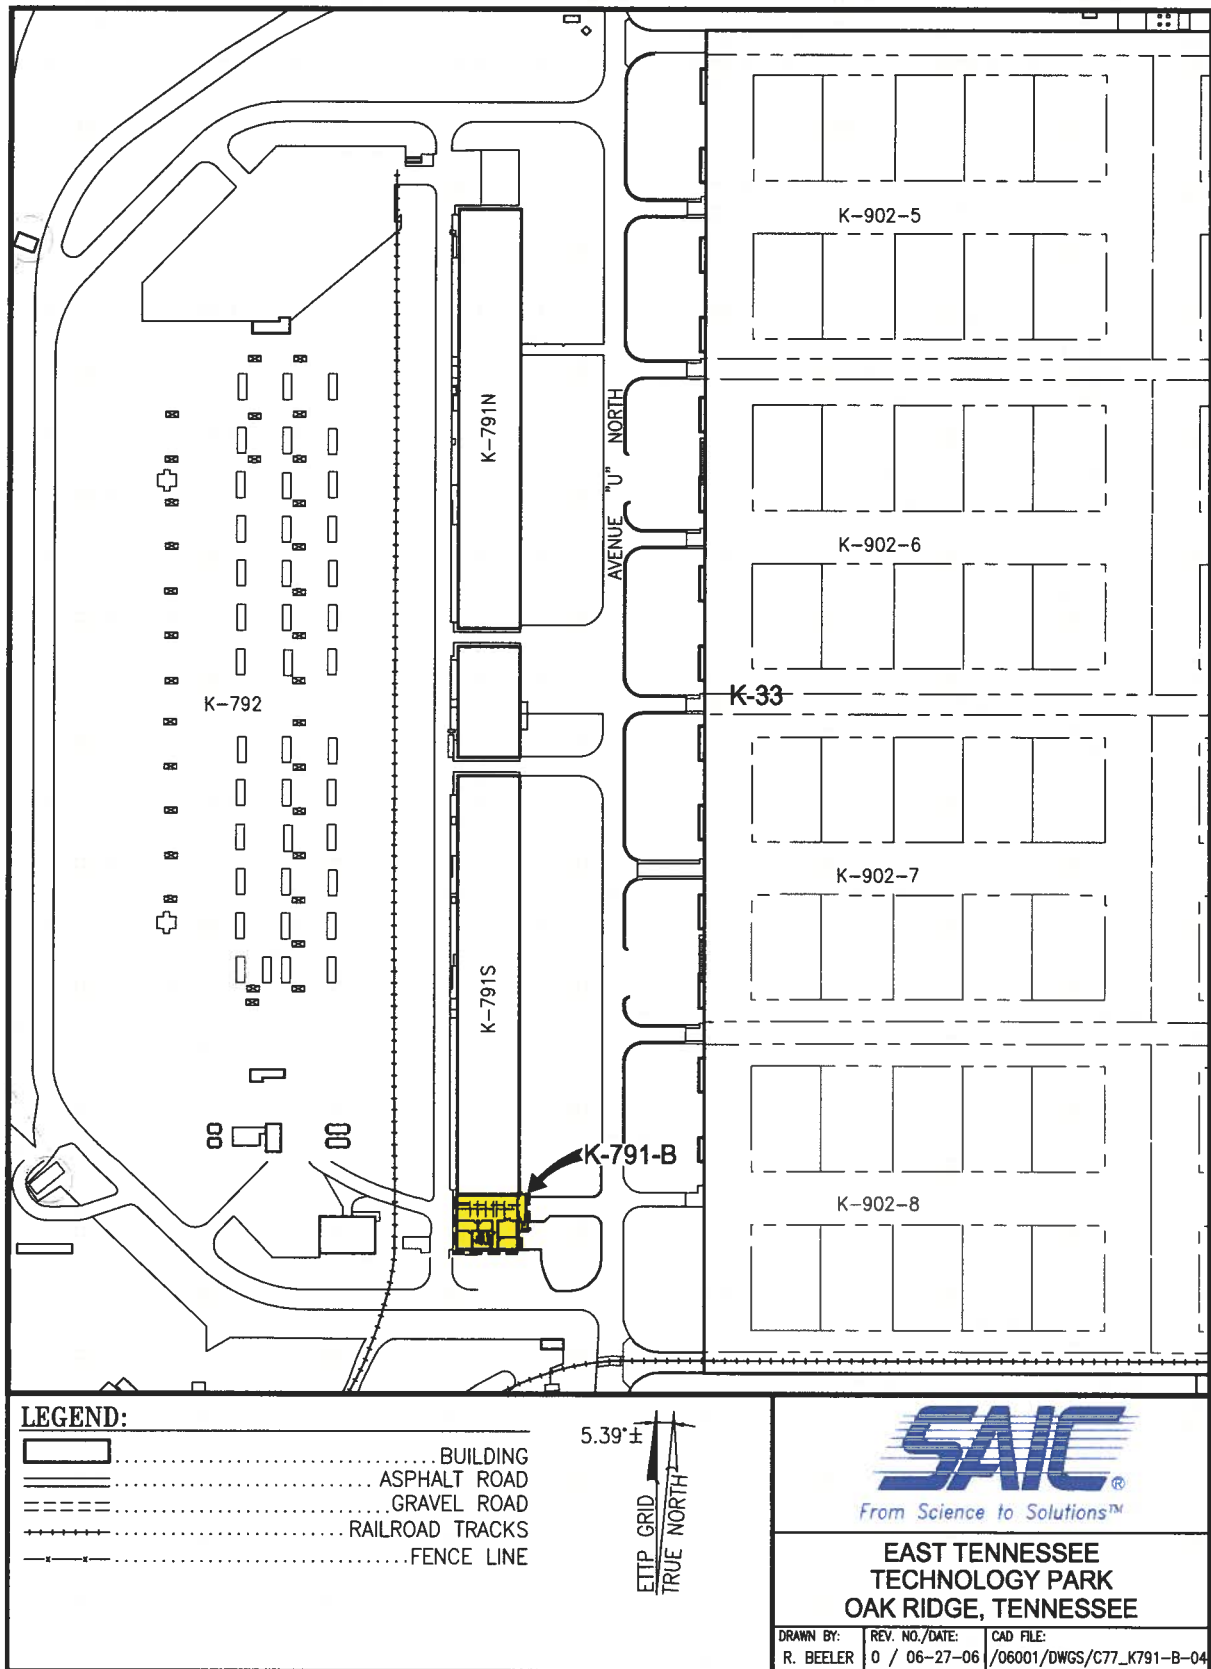 K-902-5
K-791N
AVENUE "U" NORTH
K-902-6
K-792
K-33
K-902-7
K-791S
K-791-B
K-902-8
LEGEND:
BUILDING
ASPHALT ROAD
GRAVEL ROAD
RAILROAD TRACKS
FENCE LINE
5.39°±
ETTP GRID
TRUE NORTH
SAIC®
From Science to Solutions™
EAST TENNESSEE
TECHNOLOGY PARK
OAK RIDGE, TENNESSEE
DRAWN BY: REV. NO./DATE: CAD FILE:
R. BEELER 0 / 06-27-06 /06001/DWGS/C77_K791-B-04